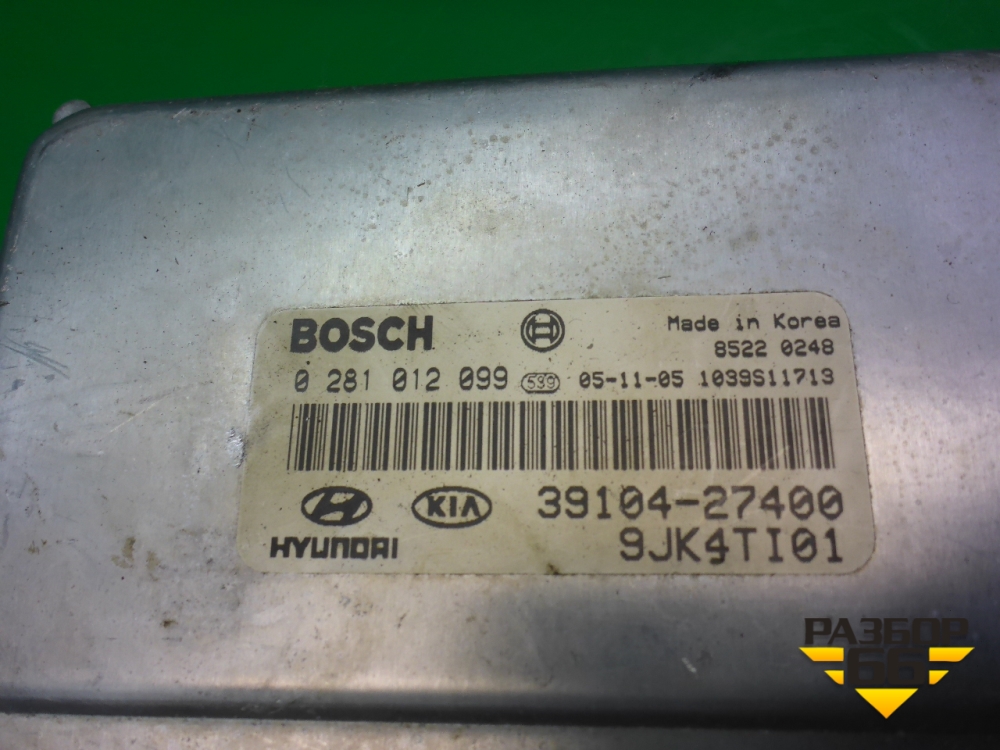 BOSCH
Made in Korea
8522 0248
0 281 012 099 539 05-11-05 1039S11713
KIA 39104-27400
HYUNDAI 9JK4TI01
РАЗБОР
66